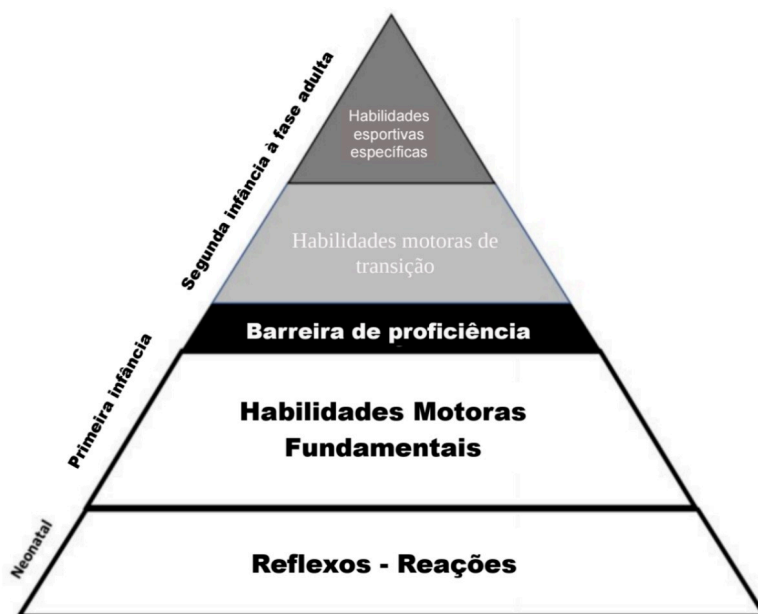 Habilidades
esportivas
específicas
Segunda infância à fase adulta
Habilidades motoras de
transição
Barreira de proficiência
Primeira infância
Habilidades Motoras
Fundamentais
Neonatal
Reflexos - Reações